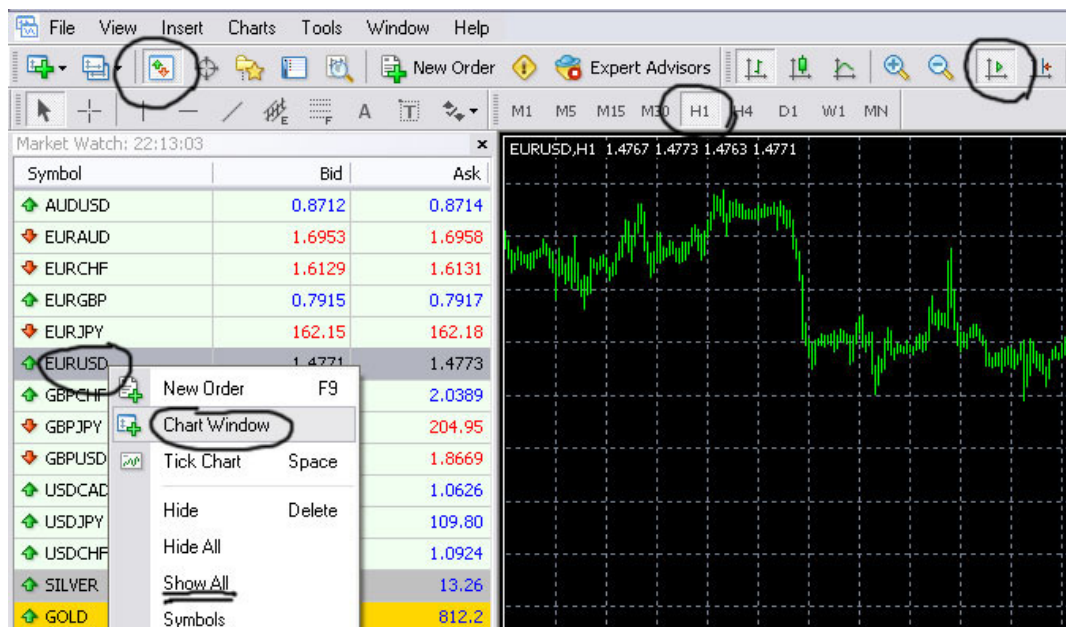 File View Insert Charts Tools Window Help
New Order Expert Advisors
E F A T M1 M5 M15 M30 H1 H4 D1 W1 MN
Market Watch: 22:13:03
EURUSD,H1 1.4767 1.4773 1.4763 1.4771
Symbol Bid Ask
AUDUSD 0.8712 0.8714
EURAUD 1.6953 1.6958
EURCHF 1.6129 1.6131
EURGBP 0.7915 0.7917
EURJPY 162.15 162.18
EURUSD 1.4771 1.4773
GBPCHF 2.0389
New Order F9
GBPJPY 204.95
Chart Window
GBPUSD 1.8669
Tick Chart Space
USDCAD 1.0626
Hide Delete
USDJPY 109.80
Hide All
USDCHF 1.0924
Show All
SILVER 13.26
GOLD 812.2
Symbols